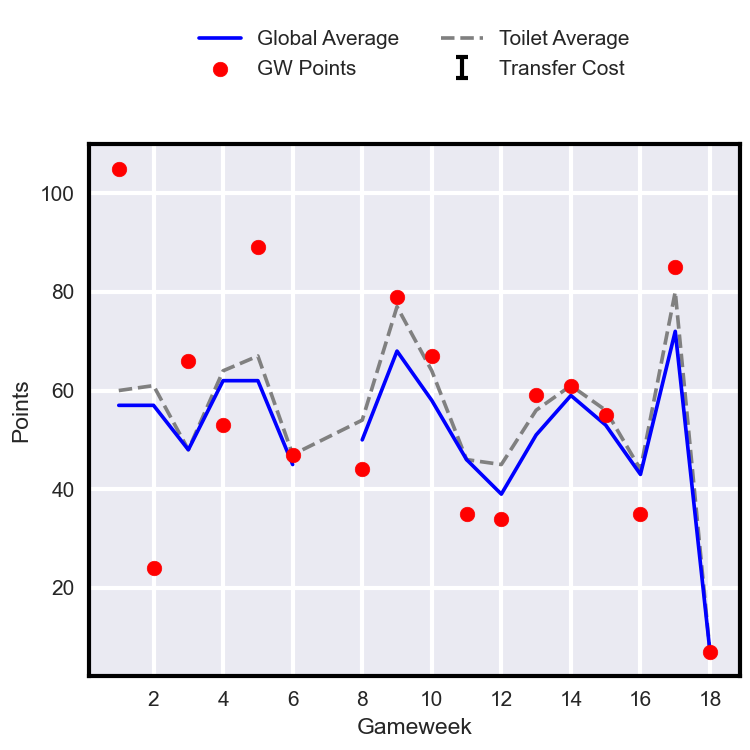 Global Average
Toilet Average
GW Points
Transfer Cost
100
80
60
40
20
Points
2 4 6 8 10 12 14 16 18
Gameweek